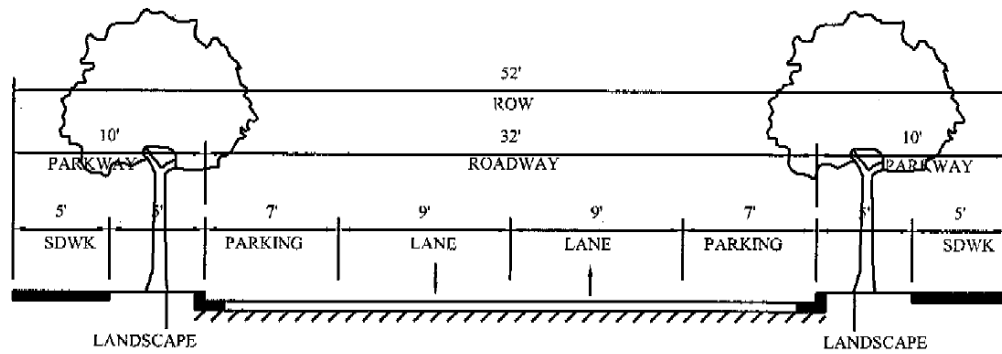 52'
ROW
10' 32' 10'
PARKWAY ROADWAY PARKWAY
5' 5' 7' 9' 9' 7' 5' 5'
SDWK PARKING LANE LANE PARKING SDWK
LANDSCAPE LANDSCAPE